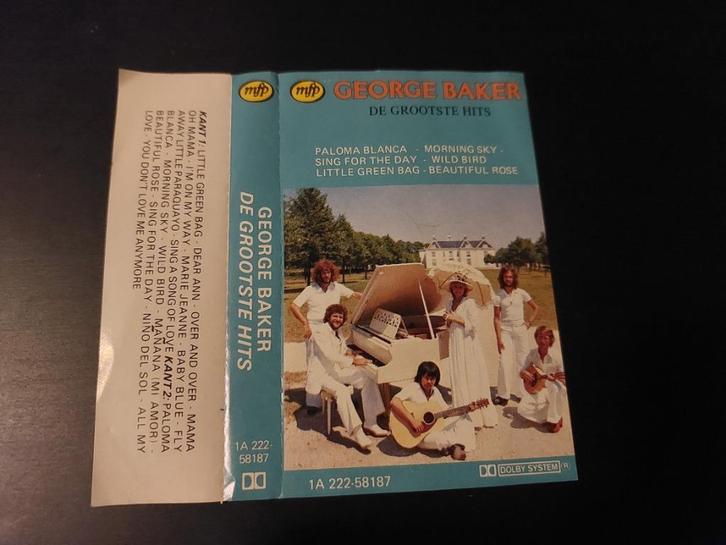 mfp
GEORGE BAKER
DE GROOTSTE HITS
PALOMA BLANCA - MORNING SKY -
SING FOR THE DAY - WILD BIRD
LITTLE GREEN BAG - BEAUTIFUL ROSE
1A 222-58187
DOLBY SYSTEM (R)
mfp
GEORGE BAKER
DE GROOTSTE HITS
1A 222-
58187
KANT 1: LITTLE GREEN BAG - DEAR ANN - OVER AND OVER - MAMA
OH MAMA - I'M ON MY WAY - MARIE JEANNE - BABY BLUE - FLY
AWAY LITTLE PARAQUAYO - SING A SONG OF LOVE KANT 2: PALOMA
BLANCA - MORNING SKY - WILD BIRD - MANANA MI AMORI -
BEAUTIFUL ROSE - SING FOR THE DAY - NINO DEL SOL - ALL MY
LOVE - YOU DON'T LOVE ME ANYMORE